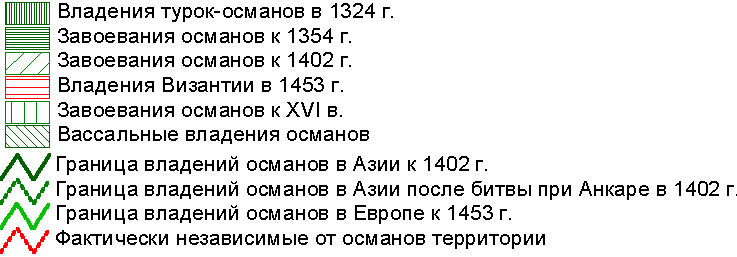 Владения турок-османов в 1324 г.
Завоевания османов к 1354 г.
Завоевания османов к 1402 г.
Владения Византии в 1453 г.
Завоевания османов к XVI в.
Вассальные владения османов
Граница владений османов в Азии к 1402 г.
Граница владений османов в Азии после битвы при Анкаре в 1402 г.
Граница владений османов в Европе к 1453 г.
Фактически независимые от османов территории